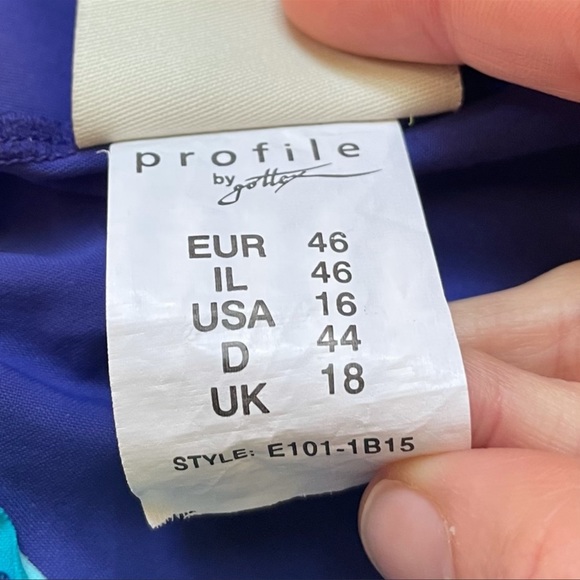 profile
by gottex
EUR 46
IL 46
USA 16
D 44
UK 18
STYLE: E101-1B15